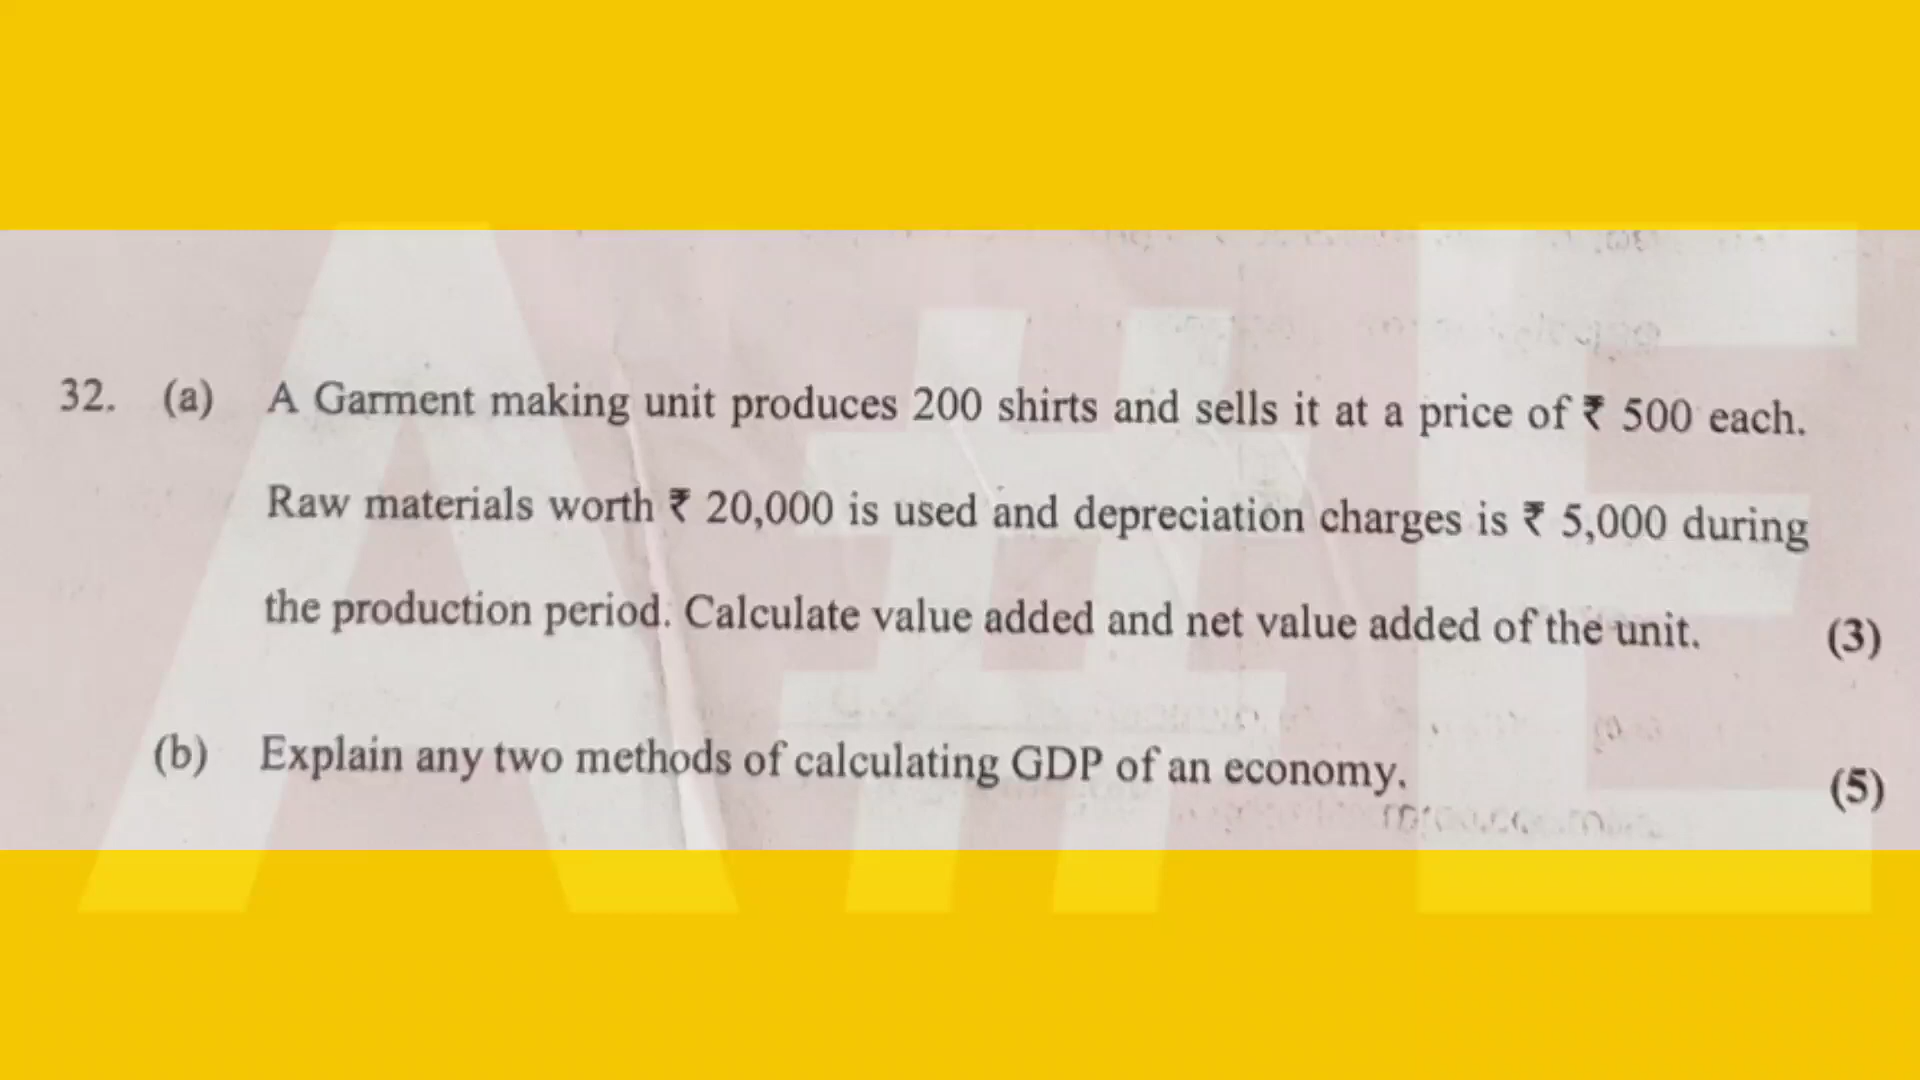 32. (a) A Garment making unit produces 200 shirts and sells it at a price of ₹ 500 each.
Raw materials worth ₹ 20,000 is used and depreciation charges is ₹ 5,000 during
the production period. Calculate value added and net value added of the unit. (3)
(b) Explain any two methods of calculating GDP of an economy. (5)
A#E